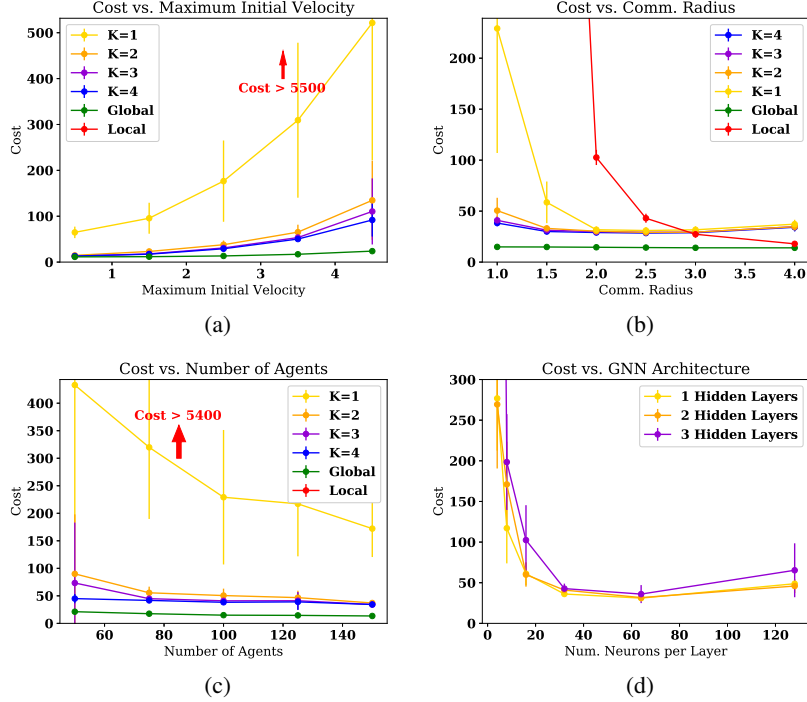 Cost vs. Maximum Initial Velocity
500
400
300
200
100
0
Cost
K=1
K=2
K=3
K=4
Global
Local
Cost > 5500
1 2 3 4
Maximum Initial Velocity
(a)
Cost vs. Comm. Radius
200
150
100
50
0
Cost
K=4
K=3
K=2
K=1
Global
Local
1.0 1.5 2.0 2.5 3.0 4.0
Comm. Radius
(b)
Cost vs. Number of Agents
400
350
300
250
200
150
100
50
0
Cost
Cost > 5400
K=1
K=2
K=3
K=4
Global
Local
60 80 100 120 140
Number of Agents
(c)
Cost vs. GNN Architecture
300
250
200
150
100
50
0
Cost
1 Hidden Layers
2 Hidden Layers
3 Hidden Layers
0 20 40 60 80 100 120
Num. Neurons per Layer
(d)